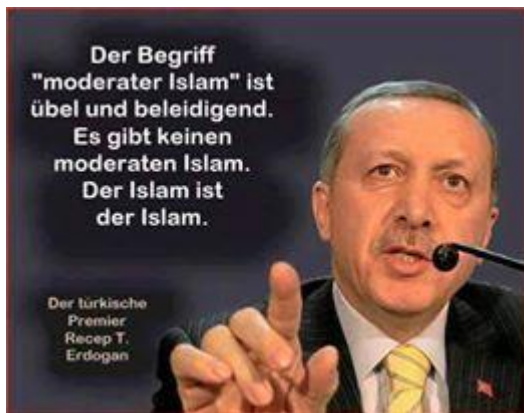 Der Begriff
"moderater Islam" ist
übel und beleidigend.
Es gibt keinen
moderaten Islam.
Der Islam ist
der Islam.
Der türkische
Premier
Recep T.
Erdogan